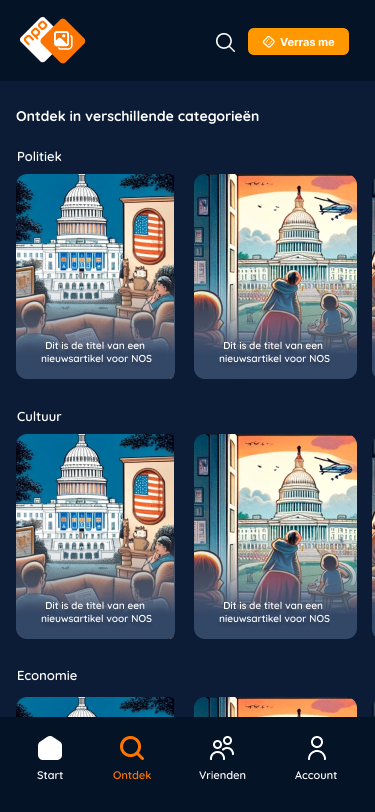 npo
Verras me
Ontdek in verschillende categorieën
Politiek
Dit is de titel van een
nieuwsartikel voor NOS
Dit is de titel van een
nieuwsartikel voor NOS
Cultuur
Dit is de titel van een
nieuwsartikel voor NOS
Dit is de titel van een
nieuwsartikel voor NOS
Economie
Start
Ontdek
Vrienden
Account